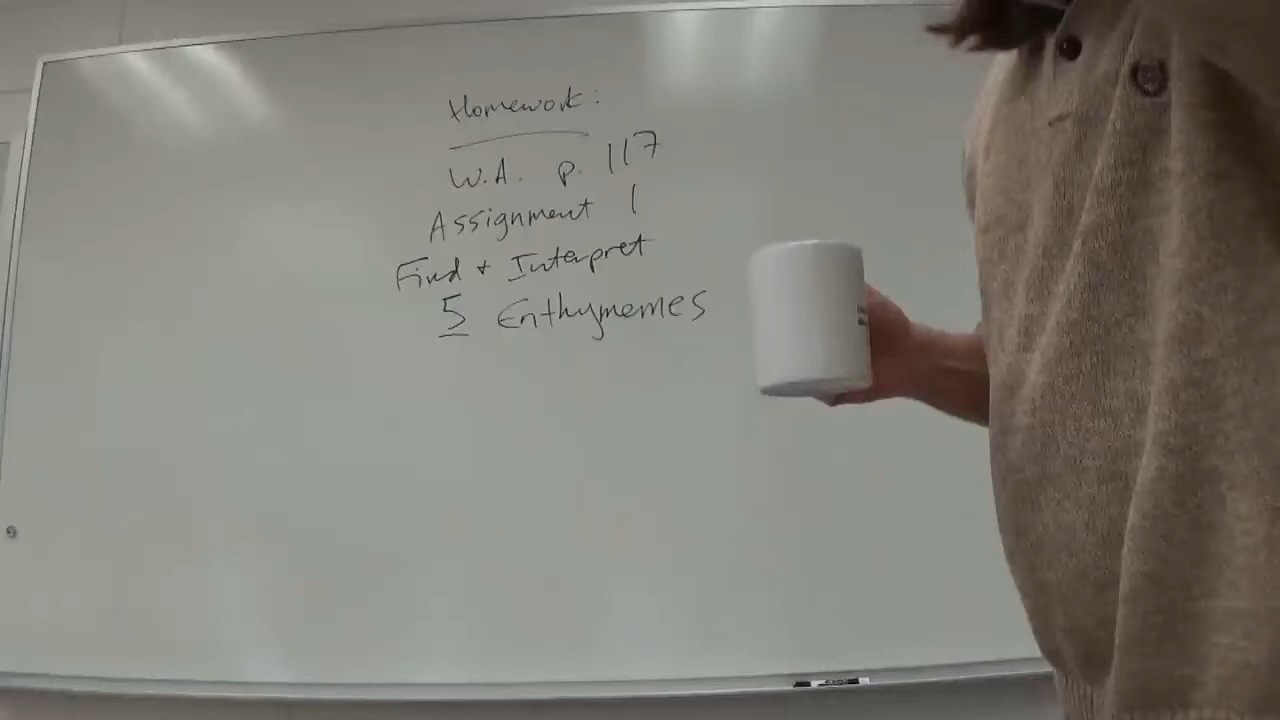 Homework:
W.A. p. 117
Assignment 1
Find + Interpret
5 Enthymemes